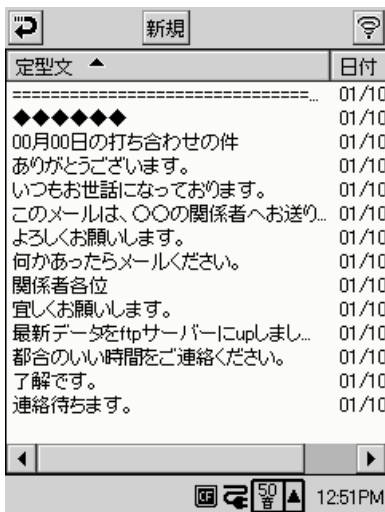 新規
定型文 ▲ 日付
===============================... 01/10
◆◆◆◆◆◆ 01/10
00月00日の打ち合わせの件 01/10
ありがとうございます。 01/10
いつもお世話になっております。 01/10
このメールは、〇〇の関係者へお送り... 01/10
よろしくお願いします。 01/10
何かあったらメールください。 01/10
関係者各位 01/10
宜しくお願いします。 01/10
最新データをftpサーバーにupしまし... 01/10
都合のいい時間をご連絡ください。 01/10
了解です。 01/10
連絡待ちます。 01/10
CF 50音 ▲ 12:51PM